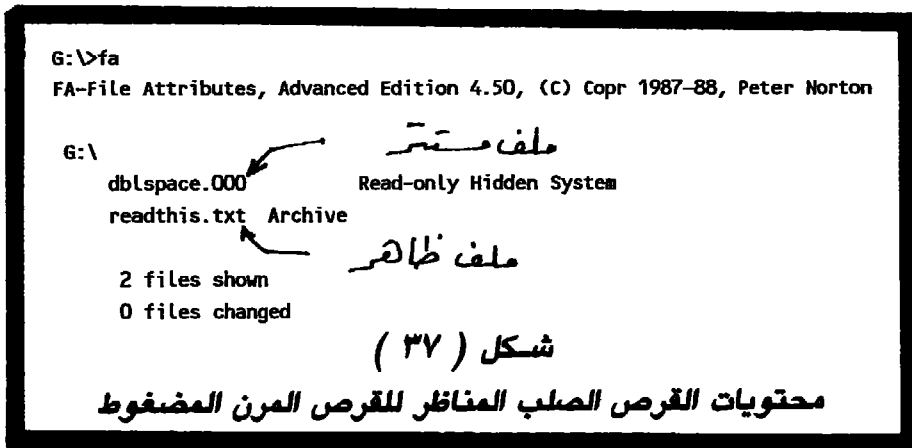 G:\>fa
FA-File Attributes, Advanced Edition 4.50, (C) Copr 1987-88, Peter Norton
ملف مستتر
G:\
dblspace.000 Read-only Hidden System
readthis.txt Archive
ملف ظاهر
2 files shown
0 files changed
شكل ( ٣٧ )
محتويات القرص الصلب المناظر للقرص المرن المضغوط